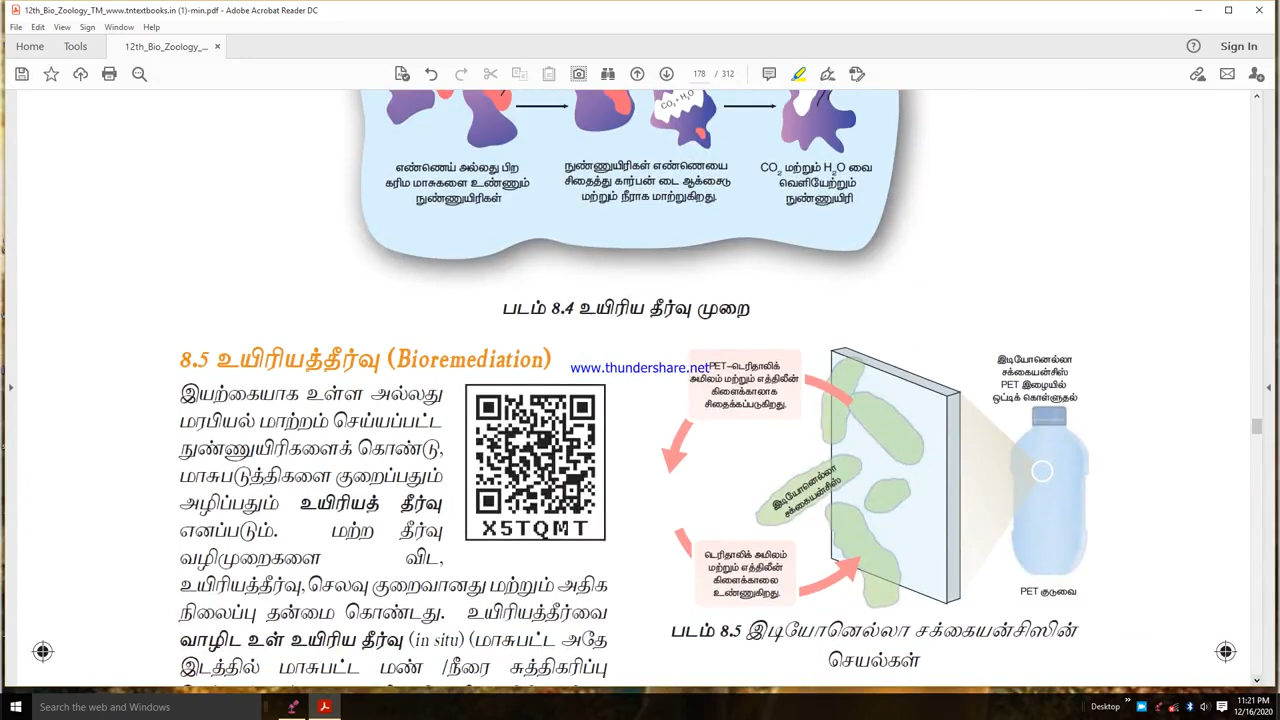 12th_Bio_Zoology_TM_www.tntextbooks.in (1)-min.pdf - Adobe Acrobat Reader DC
File Edit View Sign Window Help
Home Tools 12th_Bio_Zoology_... × Sign In
178 / 312
CO₂ + H₂O
எண்ணெய் அல்லது பிற
கரிம மாசுகளை உண்ணும்
நுண்ணுயிரிகள்
நுண்ணுயிரிகள் எண்ணெயை
சிதைத்து கார்பன் டை ஆக்சைடு
மற்றும் நீராக மாற்றுகிறது.
CO₂ மற்றும் H₂O வை
வெளியேற்றும்
நுண்ணுயிரி
படம் 8.4 உயிரிய தீர்வு முறை
8.5 உயிரியத்தீர்வு (Bioremediation)
இயற்கையாக உள்ள அல்லது
மரபியல் மாற்றம் செய்யப்பட்ட
நுண்ணுயிரிகளைக் கொண்டு,
மாசுபடுத்திகளை குறைப்பதும்
அழிப்பதும் உயிரியத் தீர்வு
எனப்படும். மற்ற தீர்வு
வழிமுறைகளை விட,
உயிரியத்தீர்வு, செலவு குறைவானது மற்றும் அதிக
நிலைப்பு தன்மை கொண்டது. உயிரியத்தீர்வை
வாழிட உள் உயிரிய தீர்வு (in situ) (மாசுபட்ட அதே
இடத்தில் மாசுபட்ட மண் /நீரை சுத்திகரிப்பு
X5TQMT
www.thundershare.net
PET-டெரிதாலிக்
அமிலம் மற்றும் எத்திலீன்
கிளைக்காலாக
சிதைக்கப்படுகிறது.
இடியோனெல்லா
சக்கையன்சிஸ்
டெரிதாலிக் அமிலம்
மற்றும் எத்திலீன்
கிளைக்காலை
உண்ணுகிறது.
இடியோனெல்லா
சக்கையன்சிஸ்
PET இழையில்
ஒட்டிக் கொள்ளுதல்
PET குடுவை
படம் 8.5 இடியோனெல்லா சக்கையன்சிஸின்
செயல்கள்
Search the web and Windows
Desktop
11:21 PM
12/16/2020